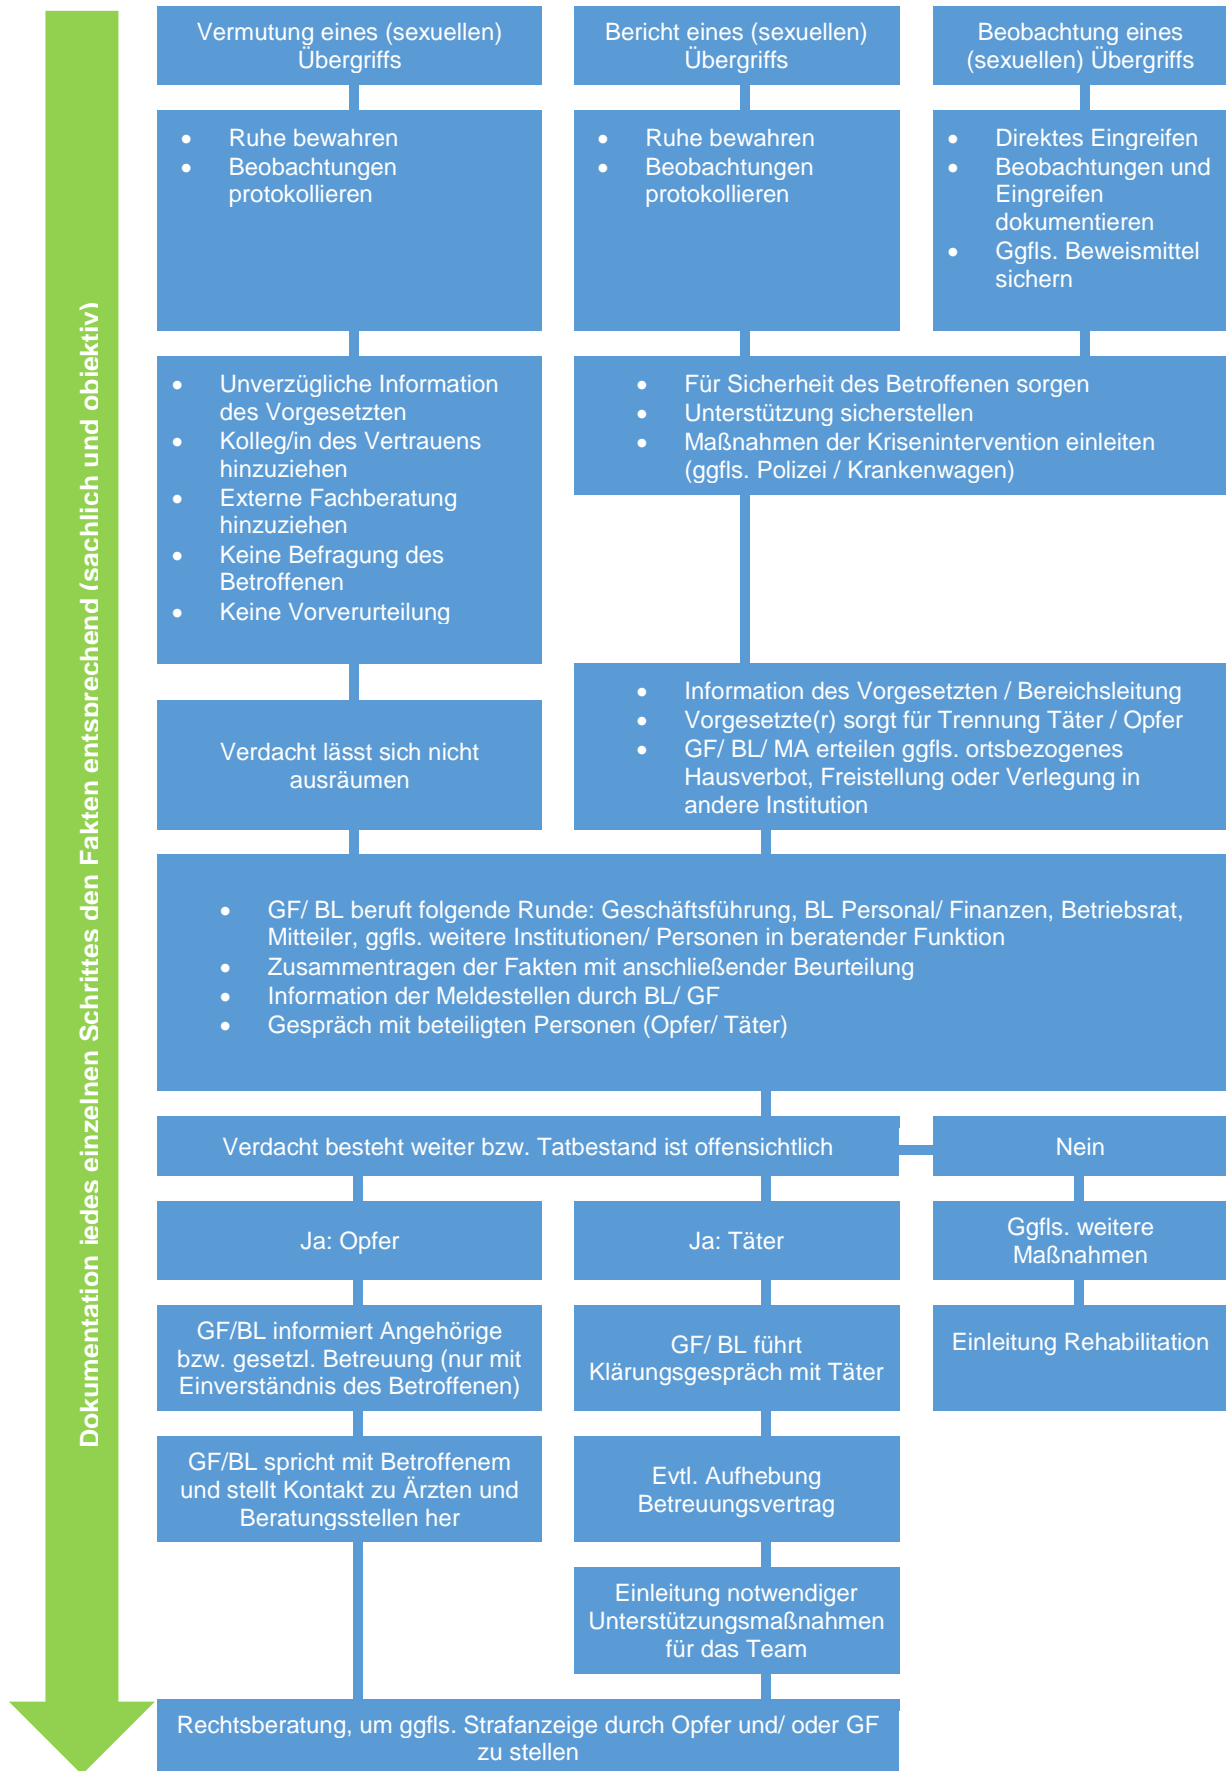 Vermutung eines (sexuellen)
Übergriffs
Bericht eines (sexuellen)
Übergriffs
Beobachtung eines
(sexuellen) Übergriffs
• Ruhe bewahren
• Beobachtungen
protokollieren
• Ruhe bewahren
• Beobachtungen
protokollieren
• Direktes Eingreifen
• Beobachtungen und
Eingreifen
dokumentieren
• Ggfls. Beweismittel
sichern
• Unverzügliche Information
des Vorgesetzten
• Kolleg/in des Vertrauens
hinzuziehen
• Externe Fachberatung
hinzuziehen
• Keine Befragung des
Betroffenen
• Keine Vorverurteilung
• Für Sicherheit des Betroffenen sorgen
• Unterstützung sicherstellen
• Maßnahmen der Krisenintervention einleiten
(ggfls. Polizei / Krankenwagen)
Verdacht lässt sich nicht
ausräumen
• Information des Vorgesetzten / Bereichsleitung
• Vorgesetzte(r) sorgt für Trennung Täter / Opfer
• GF/ BL/ MA erteilen ggfls. ortsbezogenes
Hausverbot, Freistellung oder Verlegung in
andere Institution
• GF/ BL beruft folgende Runde: Geschäftsführung, BL Personal/ Finanzen, Betriebsrat,
Mitteiler, ggfls. weitere Institutionen/ Personen in beratender Funktion
• Zusammentragen der Fakten mit anschließender Beurteilung
• Information der Meldestellen durch BL/ GF
• Gespräch mit beteiligten Personen (Opfer/ Täter)
Verdacht besteht weiter bzw. Tatbestand ist offensichtlich
Nein
Ja: Opfer
Ja: Täter
Ggfls. weitere
Maßnahmen
GF/BL informiert Angehörige
bzw. gesetzl. Betreuung (nur mit
Einverständnis des Betroffenen)
GF/ BL führt
Klärungsgespräch mit Täter
Einleitung Rehabilitation
GF/BL spricht mit Betroffenem
und stellt Kontakt zu Ärzten und
Beratungsstellen her
Evtl. Aufhebung
Betreuungsvertrag
Einleitung notwendiger
Unterstützungsmaßnahmen
für das Team
Rechtsberatung, um ggfls. Strafanzeige durch Opfer und/ oder GF
zu stellen
Dokumentation jedes einzelnen Schrittes den Fakten entsprechend (sachlich und objektiv)